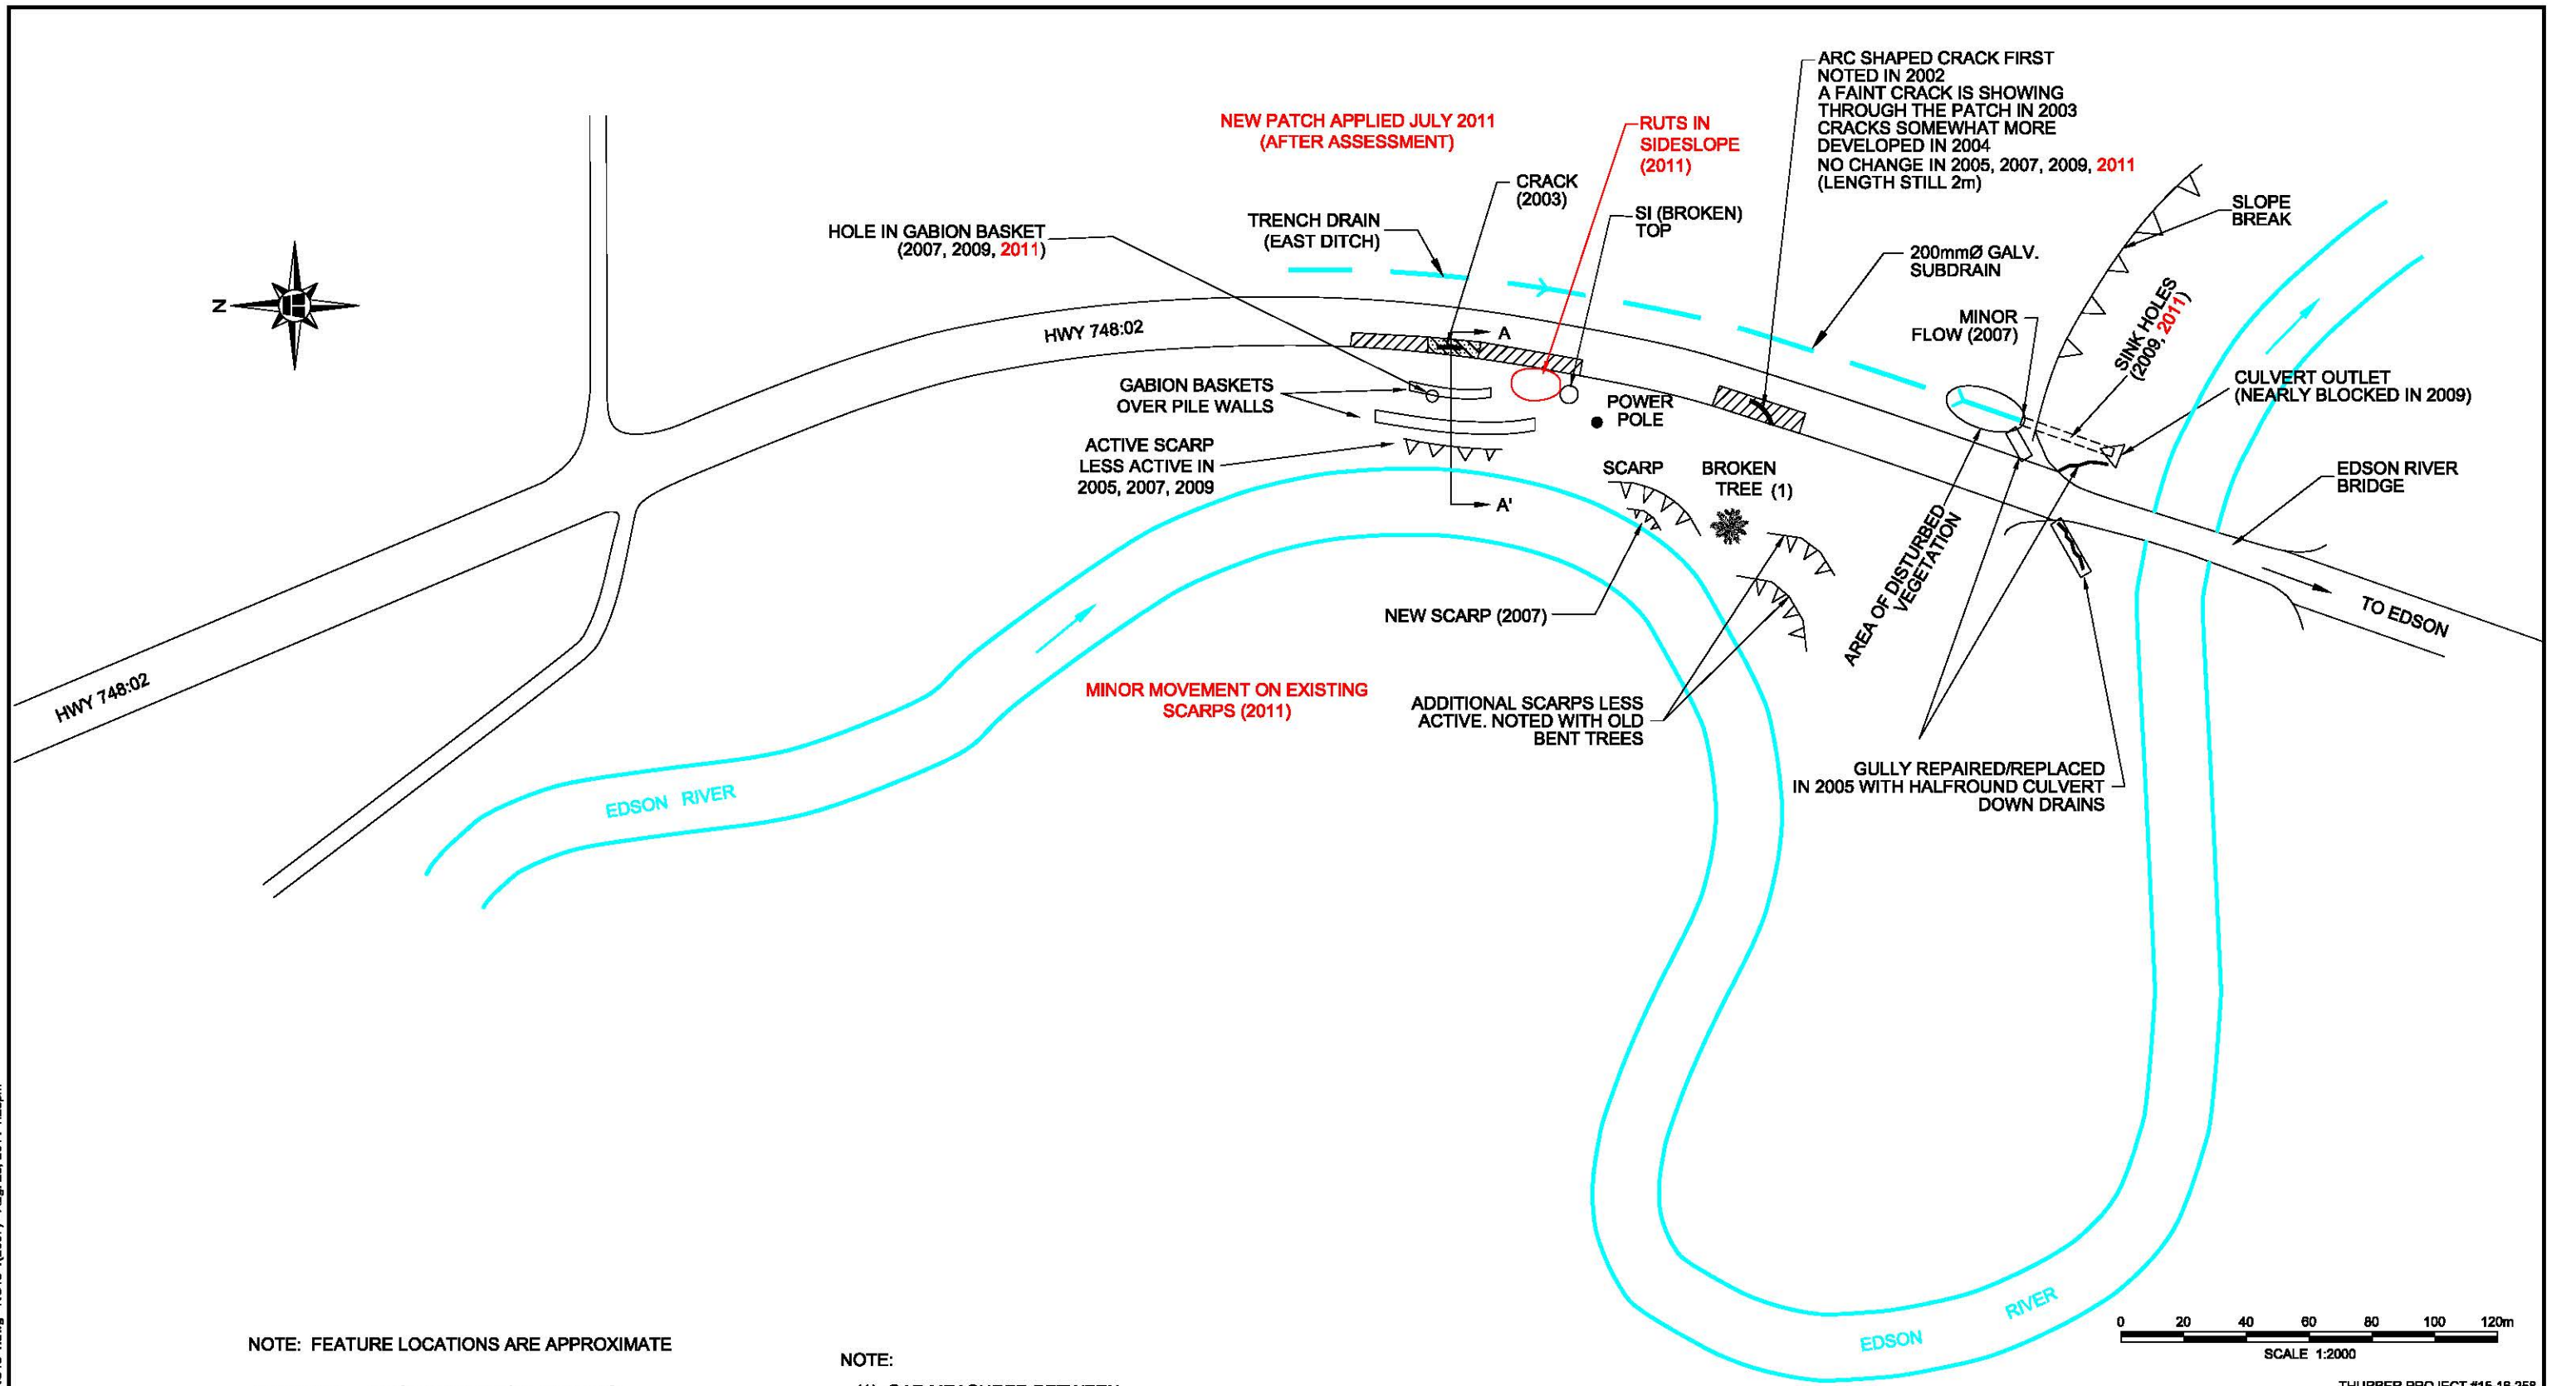 ARC SHAPED CRACK FIRST
NOTED IN 2002
A FAINT CRACK IS SHOWING
THROUGH THE PATCH IN 2003
CRACKS SOMEWHAT MORE
DEVELOPED IN 2004
NO CHANGE IN 2005, 2007, 2009, 2011
(LENGTH STILL 2m)
NEW PATCH APPLIED JULY 2011
(AFTER ASSESSMENT)
RUTS IN
SIDESLOPE
(2011)
CRACK
(2003)
SI (BROKEN)
TOP
TRENCH DRAIN
(EAST DITCH)
HOLE IN GABION BASKET
(2007, 2009, 2011)
SLOPE
BREAK
200mmØ GALV.
SUBDRAIN
N
MINOR
FLOW (2007)
SINK HOLES
(2009, 2011)
HWY 748:02
A
GABION BASKETS
OVER PILE WALLS
POWER
POLE
CULVERT OUTLET
(NEARLY BLOCKED IN 2009)
ACTIVE SCARP
LESS ACTIVE IN
2005, 2007, 2009
SCARP
BROKEN
TREE (1)
A'
EDSON RIVER
BRIDGE
AREA OF DISTURBED
VEGETATION
NEW SCARP (2007)
TO EDSON
HWY 748:02
MINOR MOVEMENT ON EXISTING
SCARPS (2011)
ADDITIONAL SCARPS LESS
ACTIVE. NOTED WITH OLD
BENT TREES
GULLY REPAIRED/REPLACED
IN 2005 WITH HALFROUND CULVERT
DOWN DRAINS
EDSON RIVER
EDSON RIVER
0 20 40 60 80 100 120m
SCALE 1:2000
NOTE: FEATURE LOCATIONS ARE APPROXIMATE
NOTE: